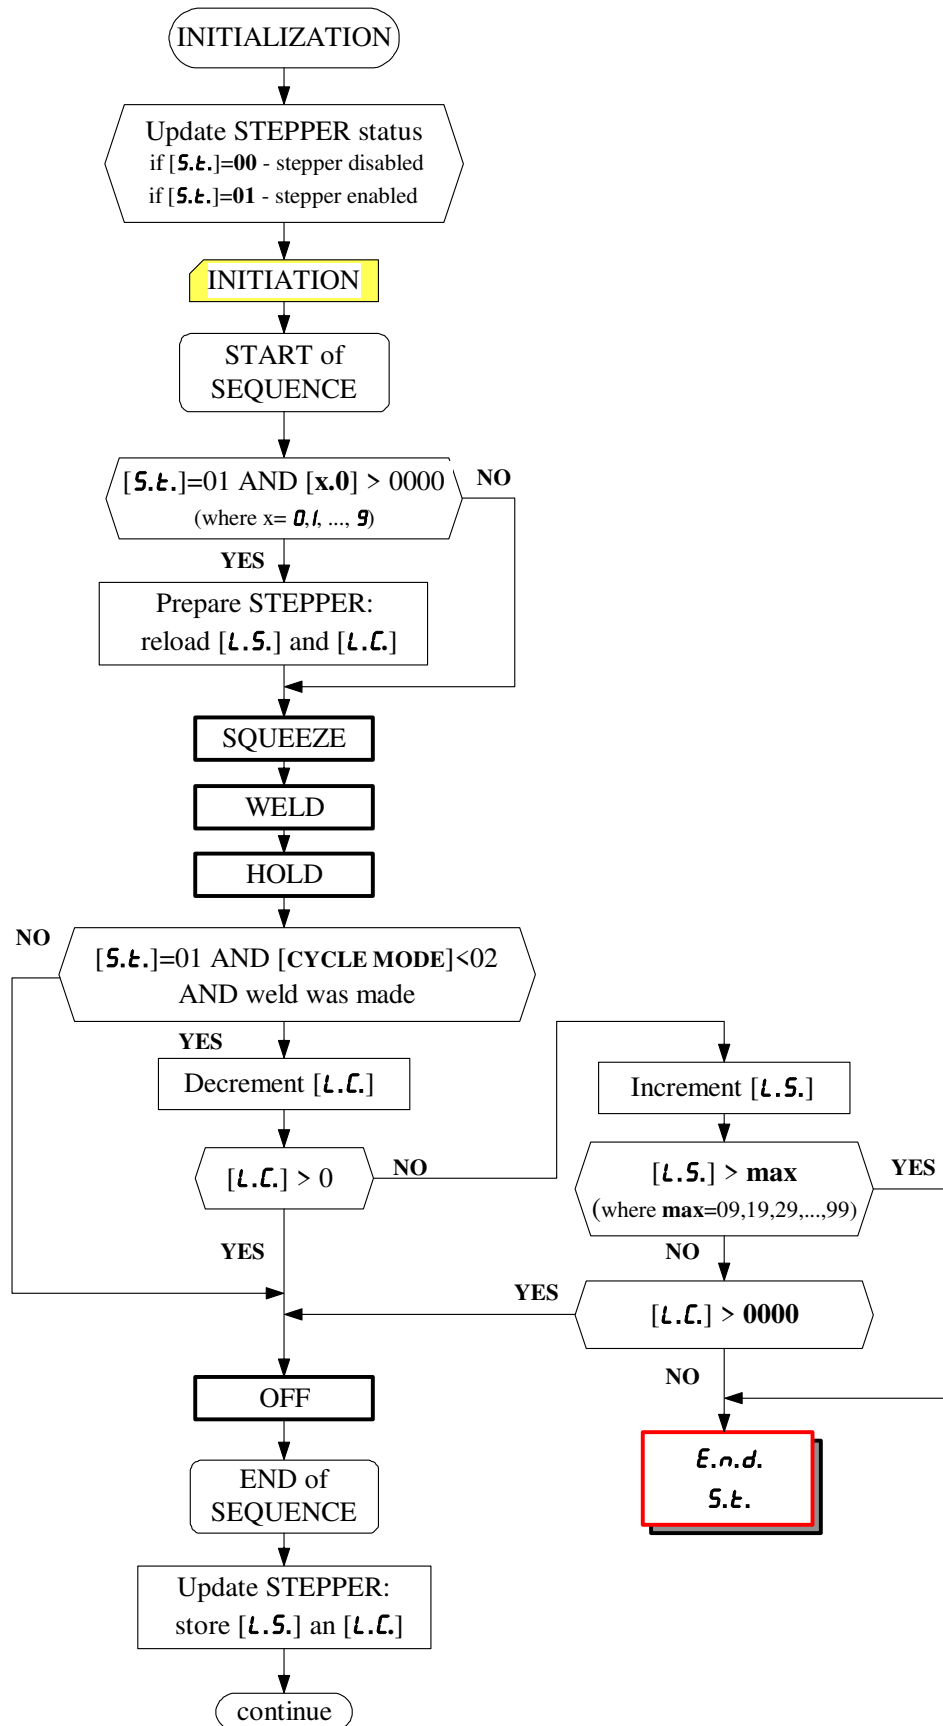 INITIALIZATION
Update STEPPER status
if [S.t.]=00 - stepper disabled
if [S.t.]=01 - stepper enabled
INITIATION
START of
SEQUENCE
[S.t.]=01 AND [x.0] > 0000
(where x= 0,1, ..., 9)
NO
YES
Prepare STEPPER:
reload [L.S.] and [L.C.]
SQUEEZE
WELD
HOLD
NO
[S.t.]=01 AND [CYCLE MODE]<02
AND weld was made
YES
Decrement [L.C.]
[L.C.] > 0
NO
YES
Increment [L.S.]
[L.S.] > max
(where max=09,19,29,...,99)
YES
NO
[L.C.] > 0000
YES
NO
E.n.d.
S.t.
OFF
END of
SEQUENCE
Update STEPPER:
store [L.S.] an [L.C.]
continue